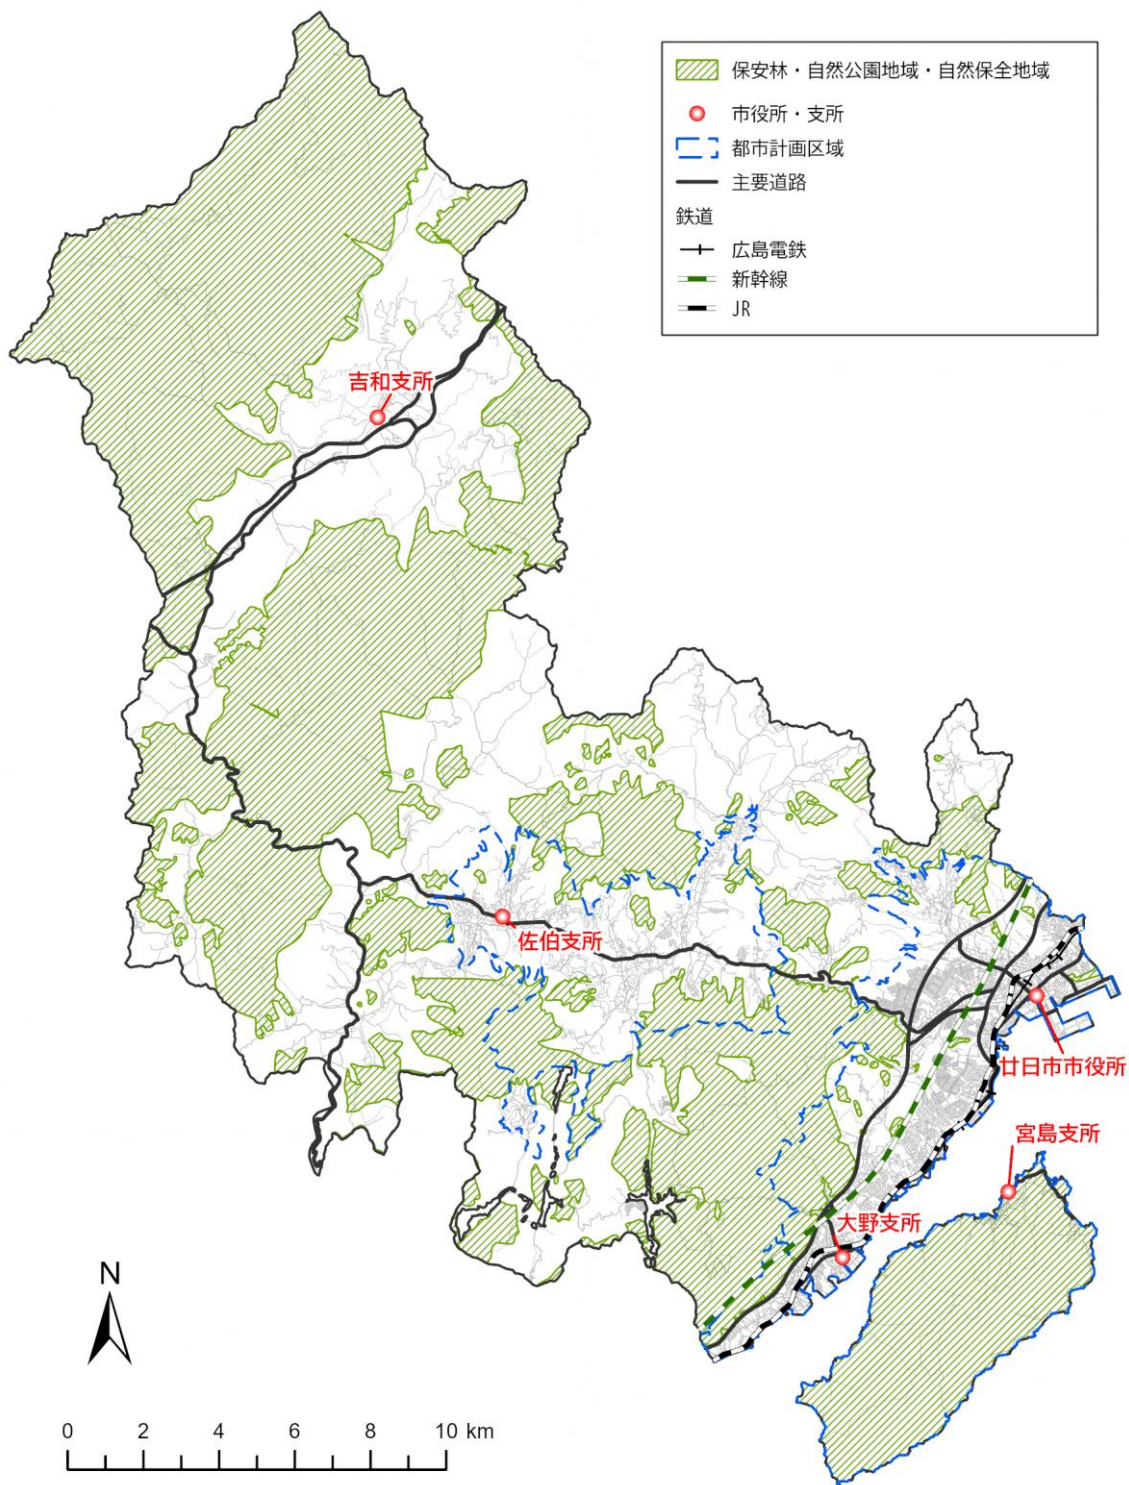 保安林・自然公園地域・自然保全地域
市役所・支所
都市計画区域
主要道路
鉄道
広島電鉄
新幹線
JR
吉和支所
佐伯支所
廿日市市役所
宮島支所
大野支所
N
0 2 4 6 8 10 km